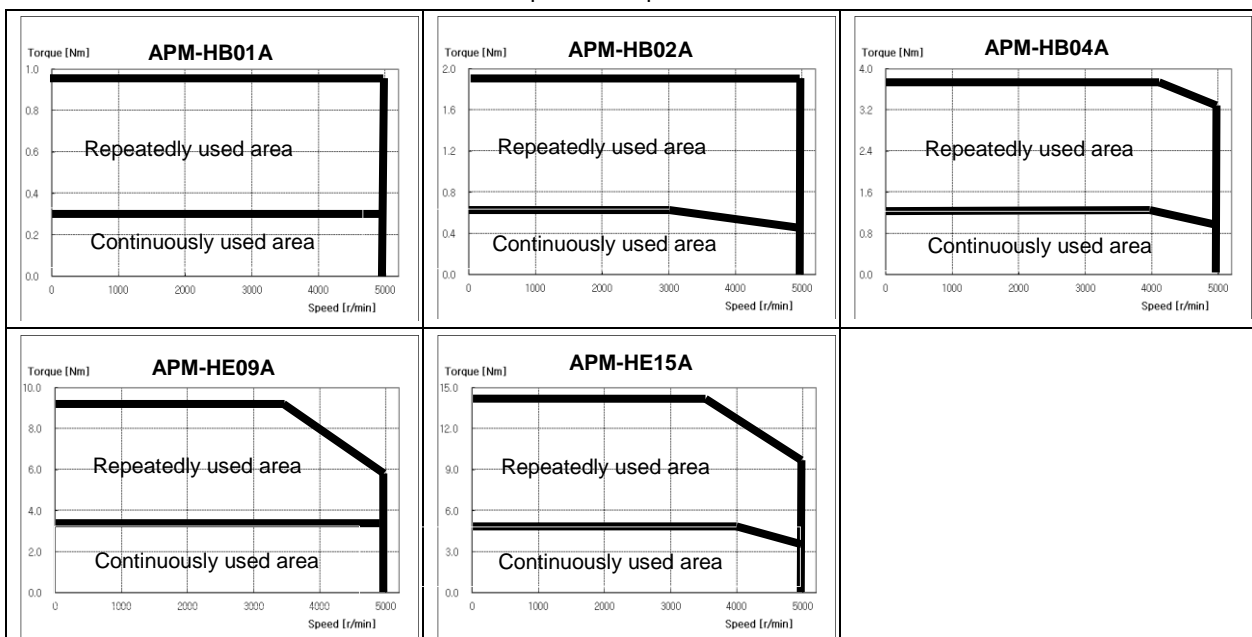 Torque [Nm]
APM-HB01A
1.0
0.8
0.6
0.4
0.2
0.0
Repeatedly used area
Continuously used area
0 1000 2000 3000 4000 5000
Speed [r/min]
Torque [Nm]
APM-HB02A
2.0
1.6
1.2
0.8
0.4
0.0
Repeatedly used area
Continuously used area
0 1000 2000 3000 4000 5000
Speed [r/min]
Torque [Nm]
APM-HB04A
4.0
3.2
2.4
1.6
0.8
0.0
Repeatedly used area
Continuously used area
0 1000 2000 3000 4000 5000
Speed [r/min]
Torque [Nm]
APM-HE09A
10.0
8.0
6.0
4.0
2.0
0.0
Repeatedly used area
Continuously used area
0 1000 2000 3000 4000 5000
Speed [r/min]
Torque [Nm]
APM-HE15A
15.0
12.0
9.0
6.0
3.0
0.0
Repeatedly used area
Continuously used area
0 1000 2000 3000 4000 5000
Speed [r/min]